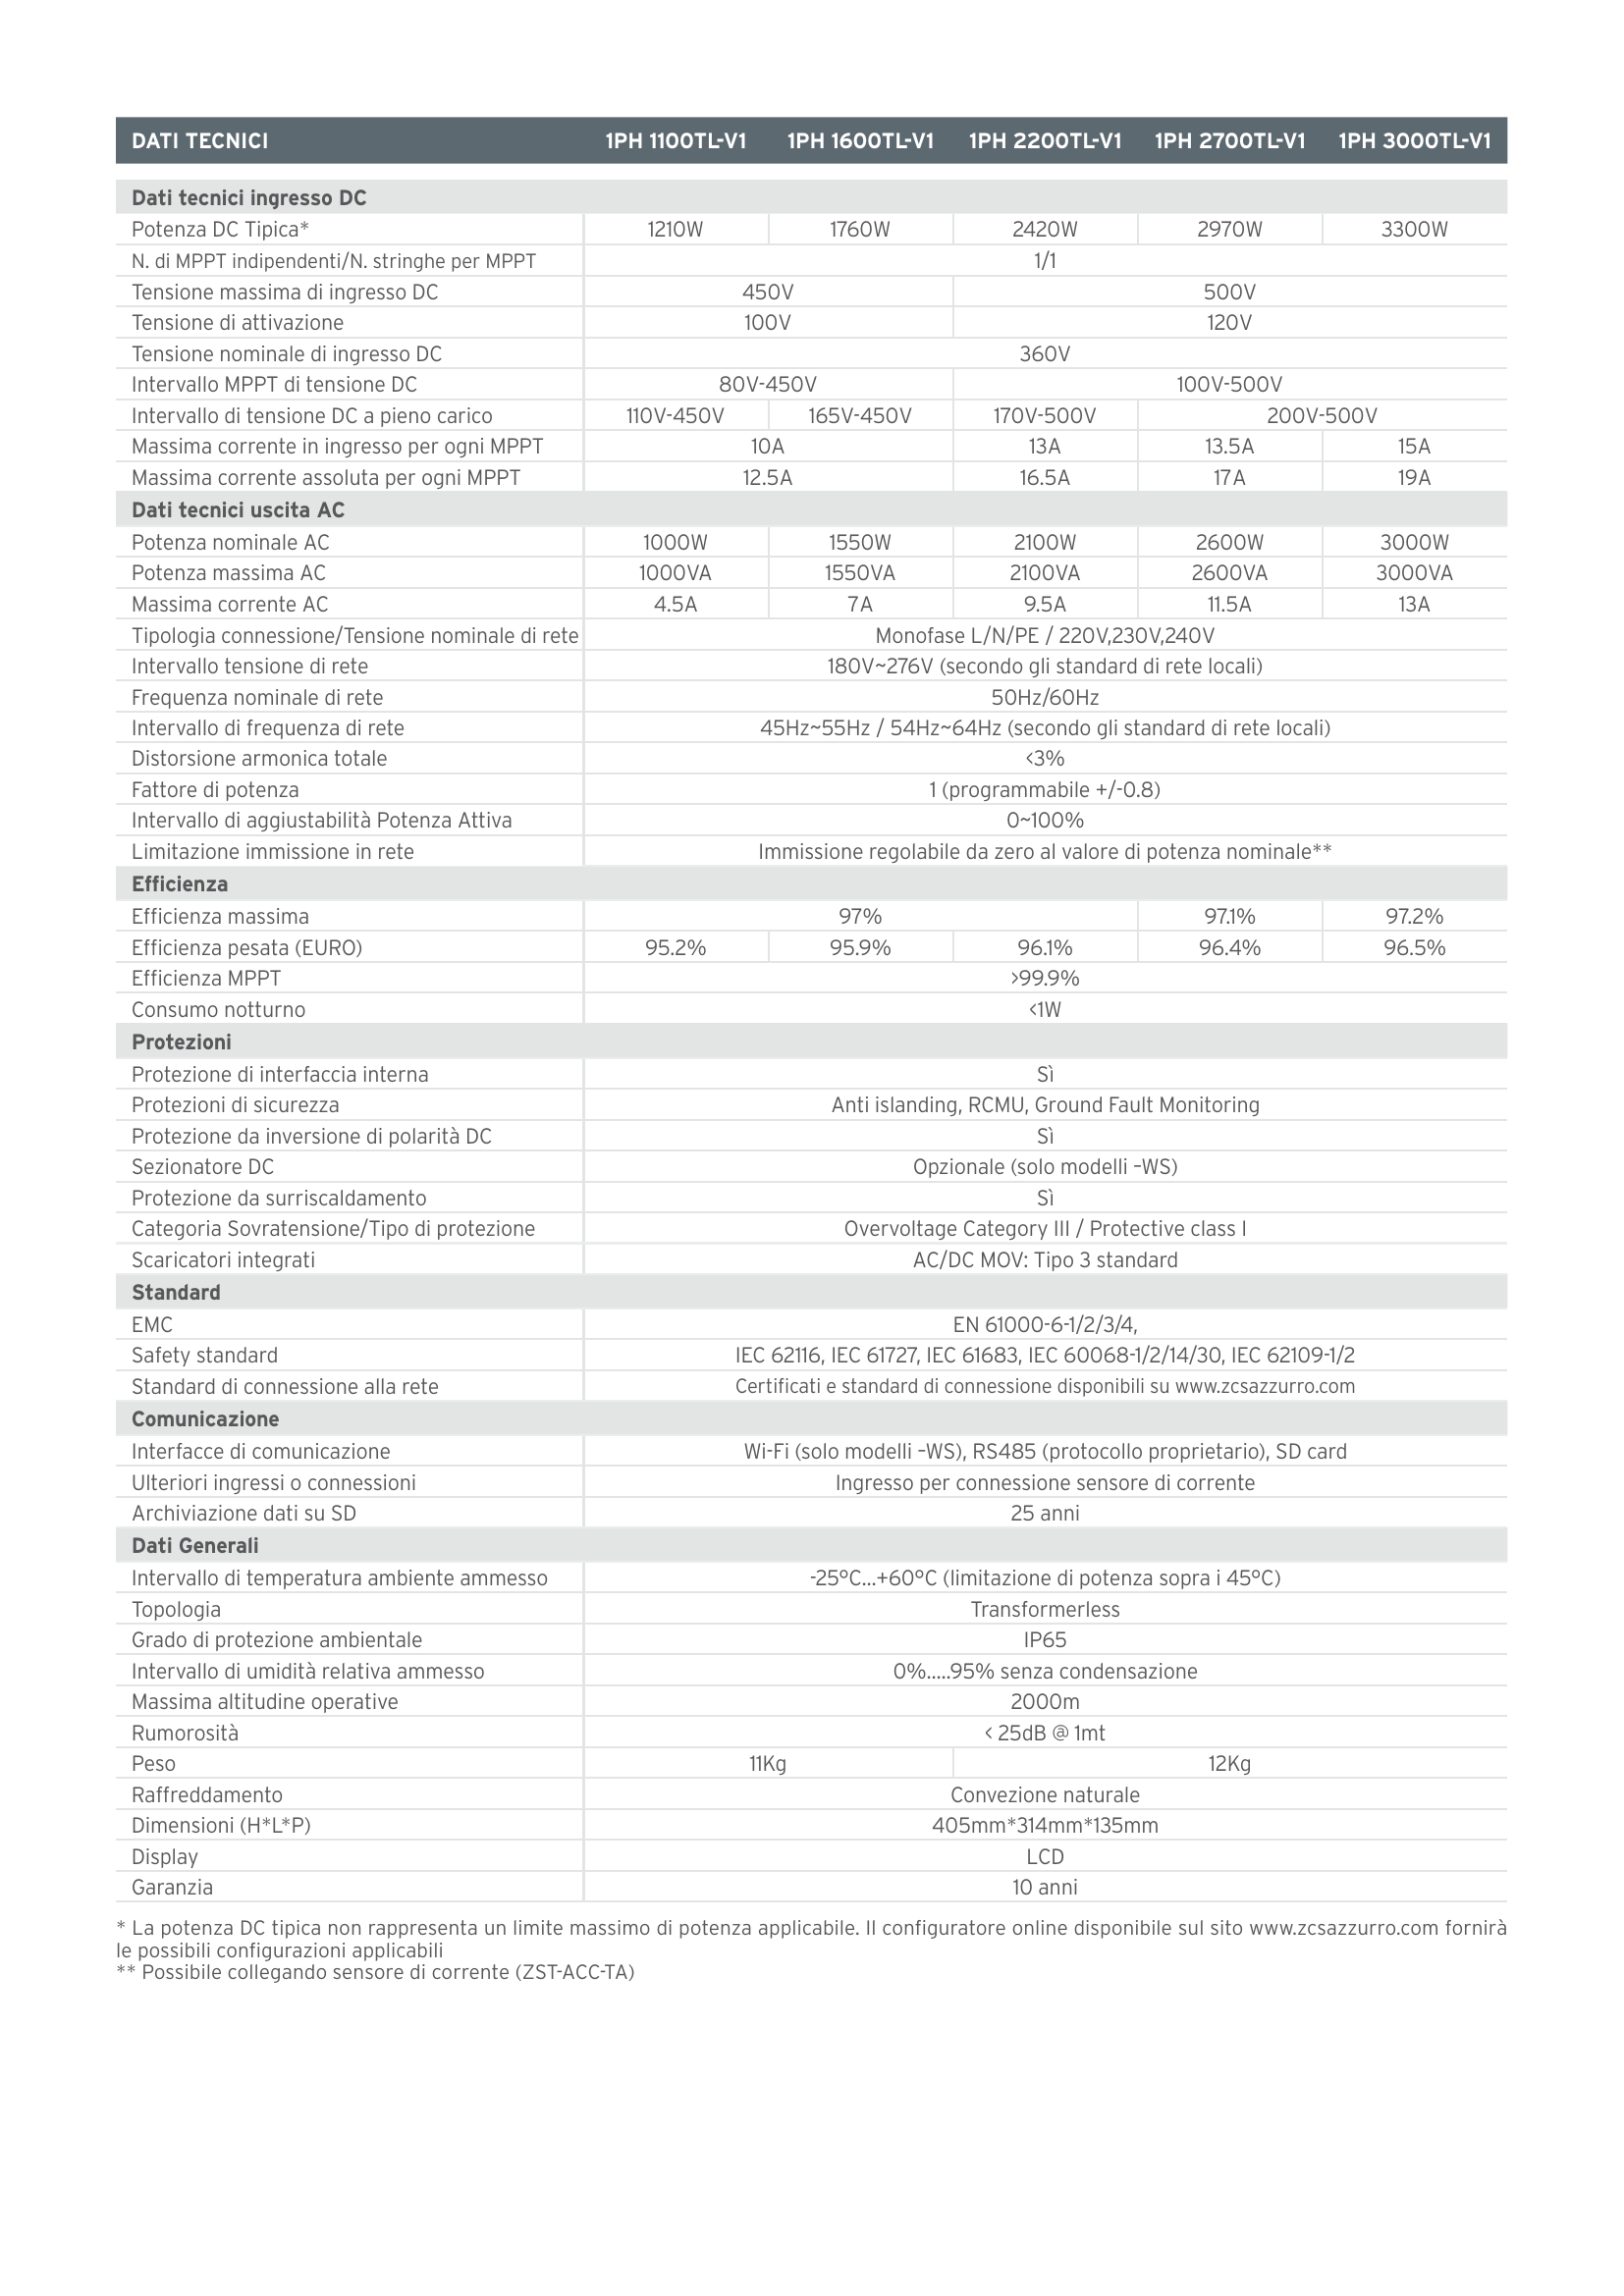 DATI TECNICI 1PH 1100TL-V1 1PH 1600TL-V1 1PH 2200TL-V1 1PH 2700TL-V1 1PH 3000TL-V1
Dati tecnici ingresso DC
Potenza DC Tipica* 1210W 1760W 2420W 2970W 3300W
N. di MPPT indipendenti/N. stringhe per MPPT 1/1
Tensione massima di ingresso DC 450V 500V
Tensione di attivazione 100V 120V
Tensione nominale di ingresso DC 360V
Intervallo MPPT di tensione DC 80V-450V 100V-500V
Intervallo di tensione DC a pieno carico 110V-450V 165V-450V 170V-500V 200V-500V
Massima corrente in ingresso per ogni MPPT 10A 13A 13.5A 15A
Massima corrente assoluta per ogni MPPT 12.5A 16.5A 17A 19A
Dati tecnici uscita AC
Potenza nominale AC 1000W 1550W 2100W 2600W 3000W
Potenza massima AC 1000VA 1550VA 2100VA 2600VA 3000VA
Massima corrente AC 4.5A 7A 9.5A 11.5A 13A
Tipologia connessione/Tensione nominale di rete Monofase L/N/PE / 220V,230V,240V
Intervallo tensione di rete 180V~276V (secondo gli standard di rete locali)
Frequenza nominale di rete 50Hz/60Hz
Intervallo di frequenza di rete 45Hz~55Hz / 54Hz~64Hz (secondo gli standard di rete locali)
Distorsione armonica totale <3%
Fattore di potenza 1 (programmabile +/-0.8)
Intervallo di aggiustabilità Potenza Attiva 0~100%
Limitazione immissione in rete Immissione regolabile da zero al valore di potenza nominale**
Efficienza
Efficienza massima 97% 97.1% 97.2%
Efficienza pesata (EURO) 95.2% 95.9% 96.1% 96.4% 96.5%
Efficienza MPPT >99.9%
Consumo notturno <1W
Protezioni
Protezione di interfaccia interna Sì
Protezioni di sicurezza Anti islanding, RCMU, Ground Fault Monitoring
Protezione da inversione di polarità DC Sì
Sezionatore DC Opzionale (solo modelli –WS)
Protezione da surriscaldamento Sì
Categoria Sovratensione/Tipo di protezione Overvoltage Category III / Protective class I
Scaricatori integrati AC/DC MOV: Tipo 3 standard
Standard
EMC EN 61000-6-1/2/3/4,
Safety standard IEC 62116, IEC 61727, IEC 61683, IEC 60068-1/2/14/30, IEC 62109-1/2
Standard di connessione alla rete Certificati e standard di connessione disponibili su www.zcsazzurro.com
Comunicazione
Interfacce di comunicazione Wi-Fi (solo modelli –WS), RS485 (protocollo proprietario), SD card
Ulteriori ingressi o connessioni Ingresso per connessione sensore di corrente
Archiviazione dati su SD 25 anni
Dati Generali
Intervallo di temperatura ambiente ammesso -25°C...+60°C (limitazione di potenza sopra i 45°C)
Topologia Transformerless
Grado di protezione ambientale IP65
Intervallo di umidità relativa ammesso 0%.....95% senza condensazione
Massima altitudine operative 2000m
Rumorosità < 25dB @ 1mt
Peso 11Kg 12Kg
Raffreddamento Convezione naturale
Dimensioni (H*L*P) 405mm*314mm*135mm
Display LCD
Garanzia 10 anni
* La potenza DC tipica non rappresenta un limite massimo di potenza applicabile. Il configuratore online disponibile sul sito www.zcsazzurro.com fornirà
le possibili configurazioni applicabili
** Possibile collegando sensore di corrente (ZST-ACC-TA)